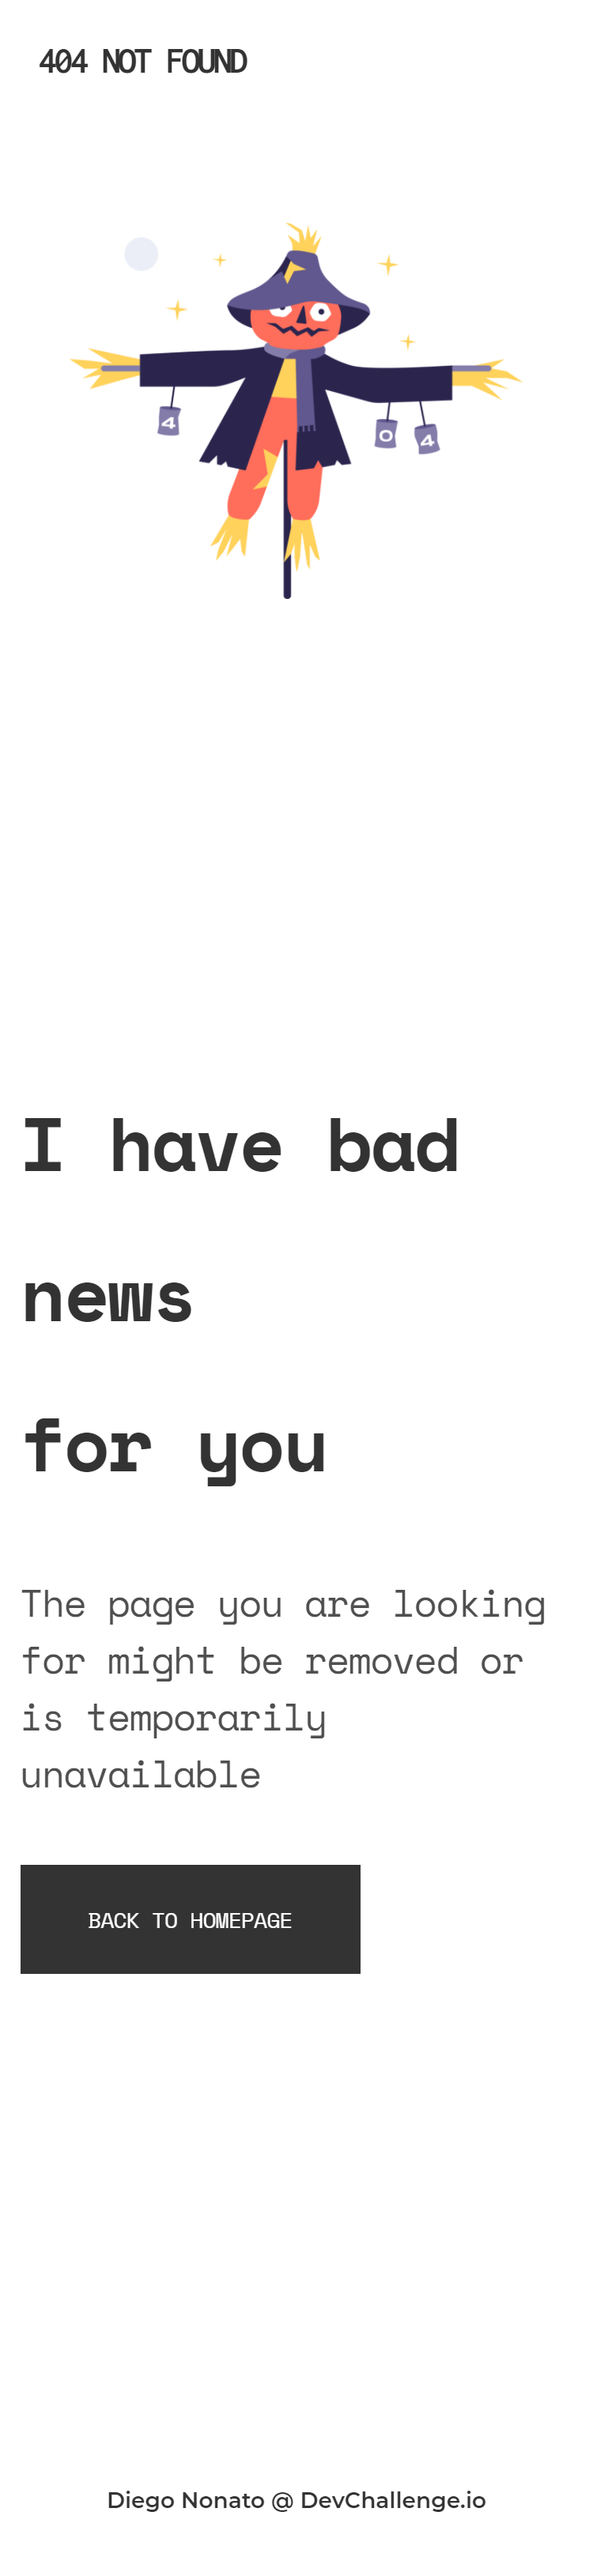 404 NOT FOUND
4
0
4
I have bad
news
for you
The page you are looking
for might be removed or
is temporarily
unavailable
BACK TO HOMEPAGE
Diego Nonato @ DevChallenge.io